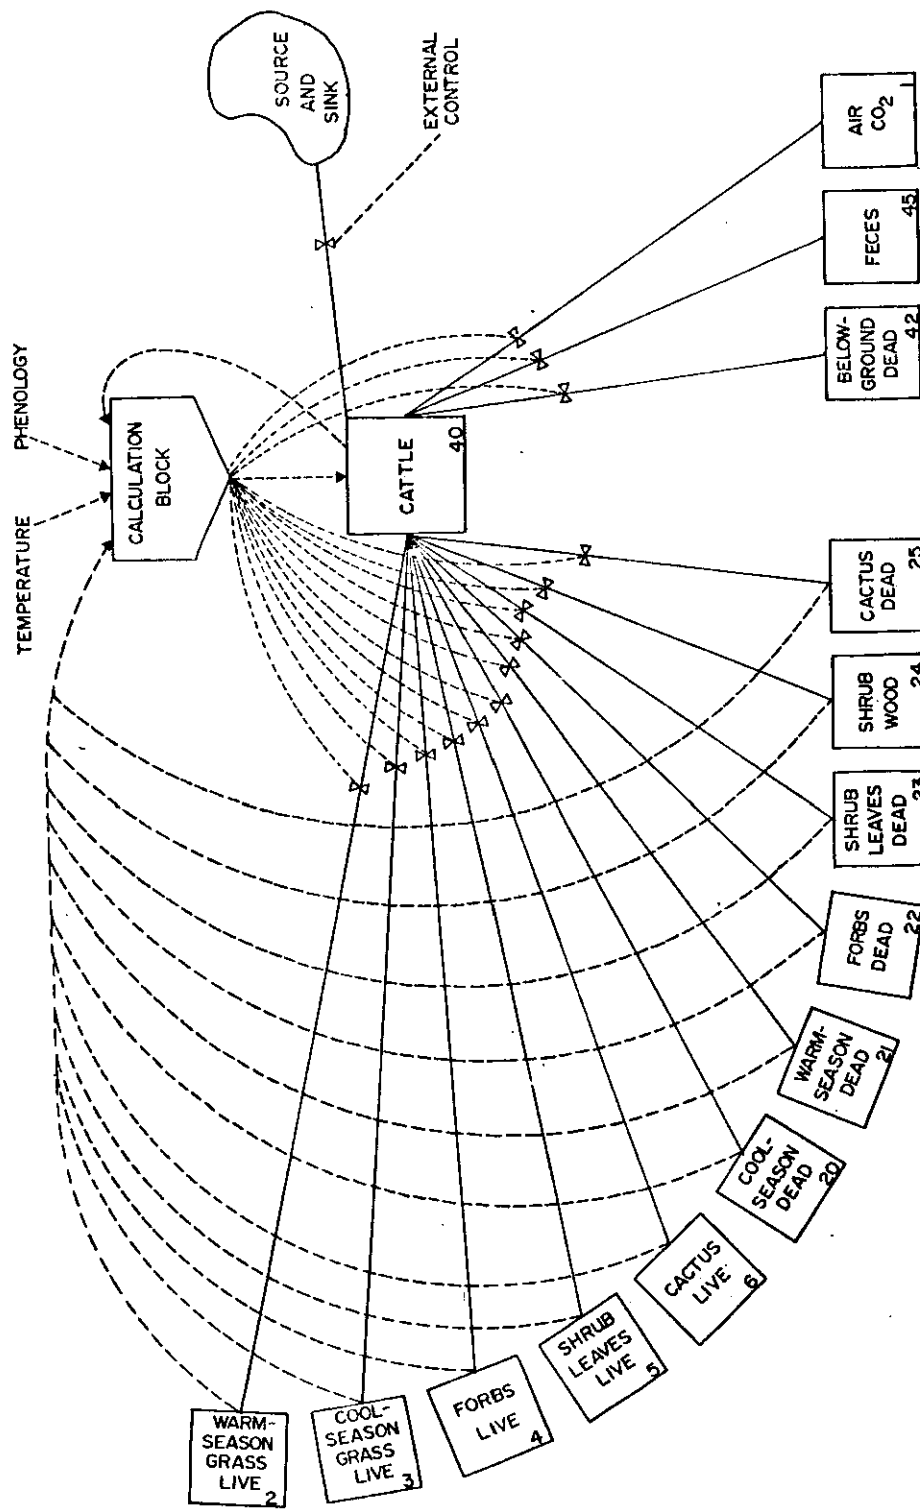 TEMPERATURE
PHENOLOGY
CALCULATION
BLOCK
SOURCE
AND
SINK
EXTERNAL
CONTROL
CATTLE
40
WARM-
SEASON
GRASS
LIVE
2
COOL-
SEASON
GRASS
LIVE
3
FORBS
LIVE
4
SHRUB
LEAVES
LIVE
5
CACTUS
LIVE
6
COOL-
SEASON
DEAD
20
WARM-
SEASON
DEAD
21
FORBS
DEAD
22
SHRUB
LEAVES
DEAD
23
SHRUB
WOOD
24
CACTUS
DEAD
25
BELOW-
GROUND
DEAD
42
FECES
45
AIR
CO2
1